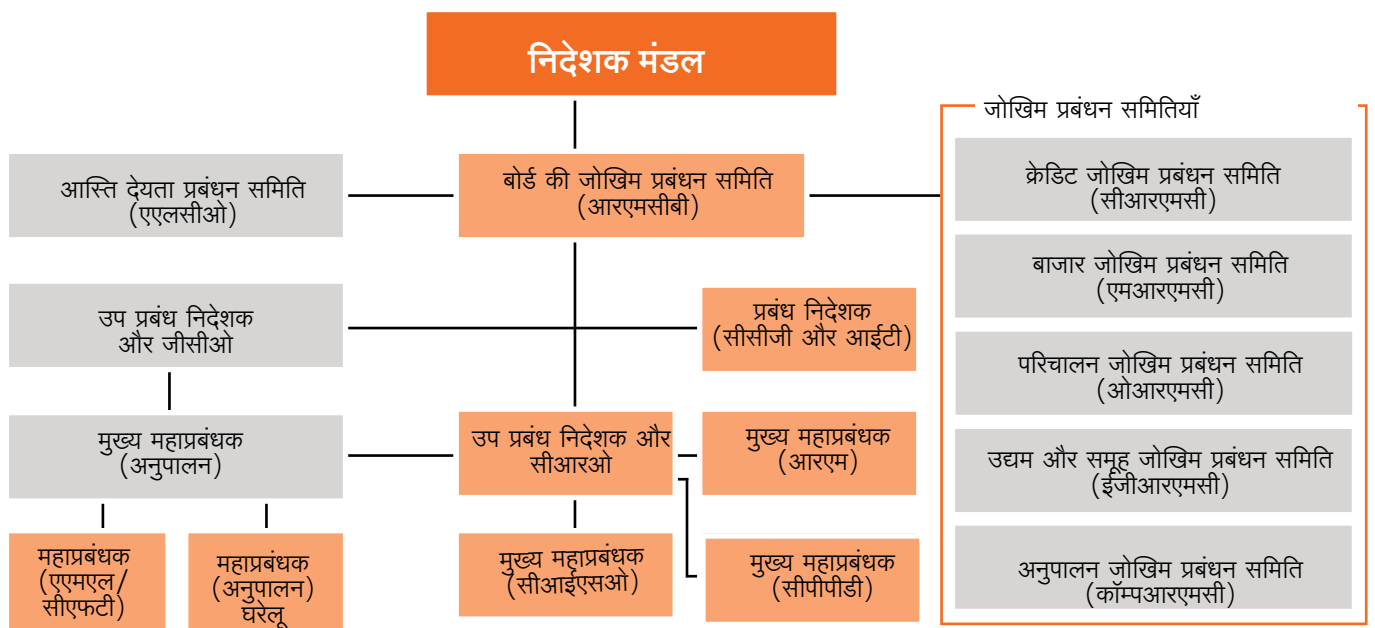 निदेशक मंडल
जोखिम प्रबंधन समितियाँ
आस्ति देयता प्रबंधन समिति
(एएलसीओ)
बोर्ड की जोखिम प्रबंधन समिति
(आरएमसीबी)
क्रेडिट जोखिम प्रबंधन समिति
(सीआरएमसी)
बाजार जोखिम प्रबंधन समिति
(एमआरएमसी)
उप प्रबंध निदेशक
और जीसीओ
प्रबंध निदेशक
(सीसीजी और आईटी)
परिचालन जोखिम प्रबंधन समिति
(ओआरएमसी)
मुख्य महाप्रबंधक
(अनुपालन)
उप प्रबंध निदेशक और
सीआरओ
मुख्य महाप्रबंधक
(आरएम)
उद्यम और समूह जोखिम प्रबंधन समिति
(ईजीआरएमसी)
महाप्रबंधक
(एएमएल/
सीएफटी)
महाप्रबंधक
(अनुपालन)
घरेलू
मुख्य महाप्रबंधक
(सीआईएसओ)
मुख्य महाप्रबंधक
(सीपीपीडी)
अनुपालन जोखिम प्रबंधन समिति
(कॉम्पआरएमसी)